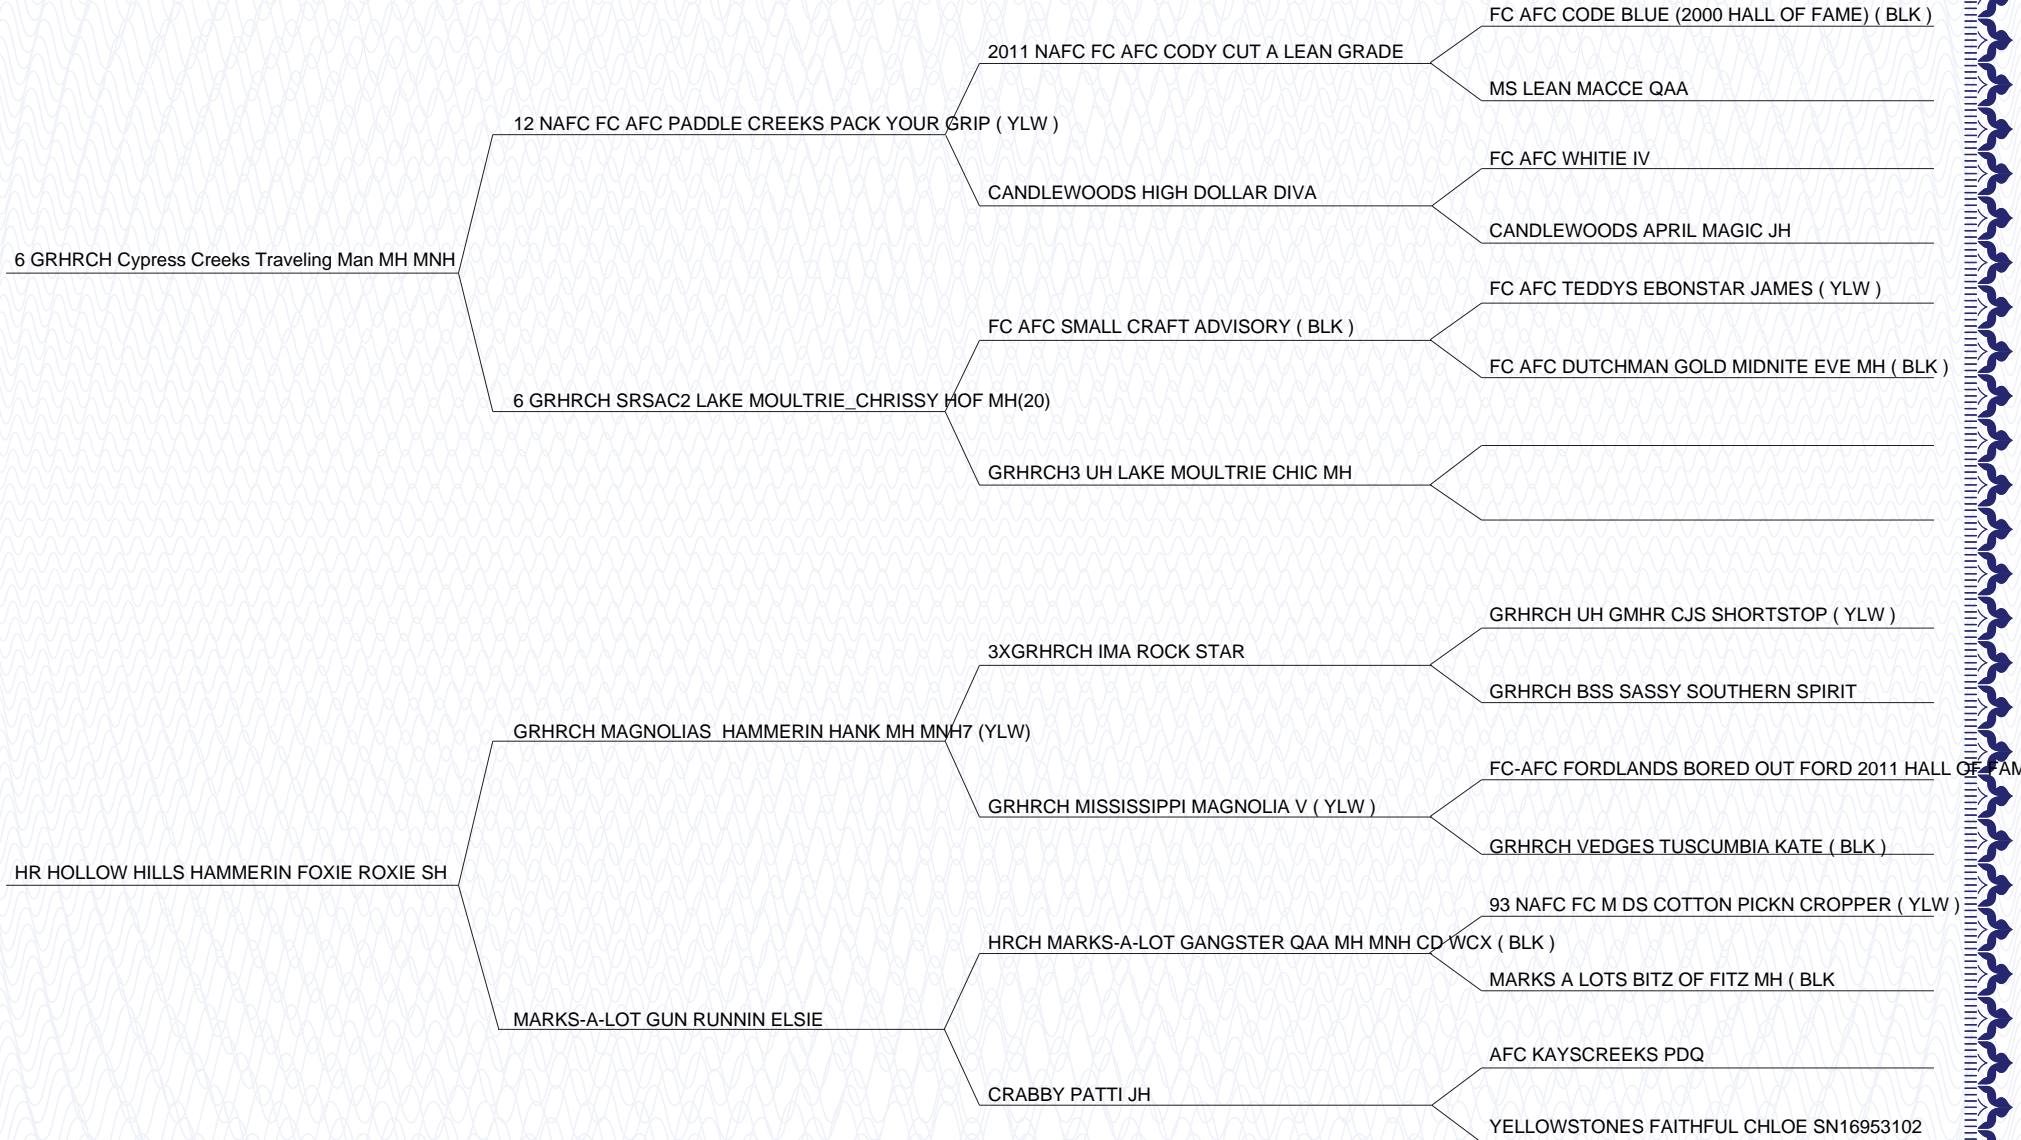 FC AFC CODE BLUE (2000 HALL OF FAME) ( BLK )
2011 NAFC FC AFC CODY CUT A LEAN GRADE
MS LEAN MACCE QAA
12 NAFC FC AFC PADDLE CREEKS PACK YOUR GRIP ( YLW )
FC AFC WHITIE IV
CANDLEWOODS HIGH DOLLAR DIVA
CANDLEWOODS APRIL MAGIC JH
6 GRHRCH Cypress Creeks Traveling Man MH MNH
FC AFC TEDDYS EBONSTAR JAMES ( YLW )
FC AFC SMALL CRAFT ADVISORY ( BLK )
FC AFC DUTCHMAN GOLD MIDNITE EVE MH ( BLK )
6 GRHRCH SRSAC2 LAKE MOULTRIE_CHRISSY HOF MH(20)
GRHRCH3 UH LAKE MOULTRIE CHIC MH
GRHRCH UH GMHR CJS SHORTSTOP ( YLW )
3XGRHRCH IMA ROCK STAR
GRHRCH BSS SASSY SOUTHERN SPIRIT
GRHRCH MAGNOLIAS  HAMMERIN HANK MH MNH7 (YLW)
FC-AFC FORDLANDS BORED OUT FORD 2011 HALL OF FAM
GRHRCH MISSISSIPPI MAGNOLIA V ( YLW )
GRHRCH VEDGES TUSCUMBIA KATE ( BLK )
HR HOLLOW HILLS HAMMERIN FOXIE ROXIE SH
93 NAFC FC M DS COTTON PICKN CROPPER ( YLW )
HRCH MARKS-A-LOT GANGSTER QAA MH MNH CD WCX ( BLK )
MARKS A LOTS BITZ OF FITZ MH ( BLK
MARKS-A-LOT GUN RUNNIN ELSIE
AFC KAYSCREEKS PDQ
CRABBY PATTI JH
YELLOWSTONES FAITHFUL CHLOE SN16953102